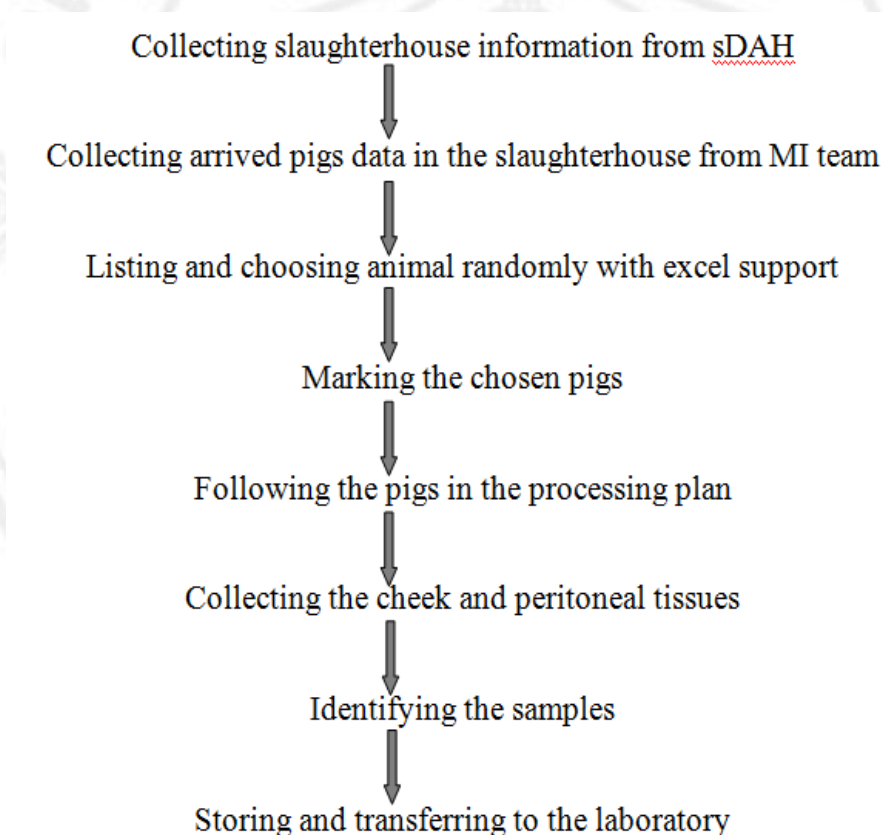 Collecting slaughterhouse information from sDAH
Collecting arrived pigs data in the slaughterhouse from MI team
Listing and choosing animal randomly with excel support
Marking the chosen pigs
Following the pigs in the processing plan
Collecting the cheek and peritoneal tissues
Identifying the samples
Storing and transferring to the laboratory